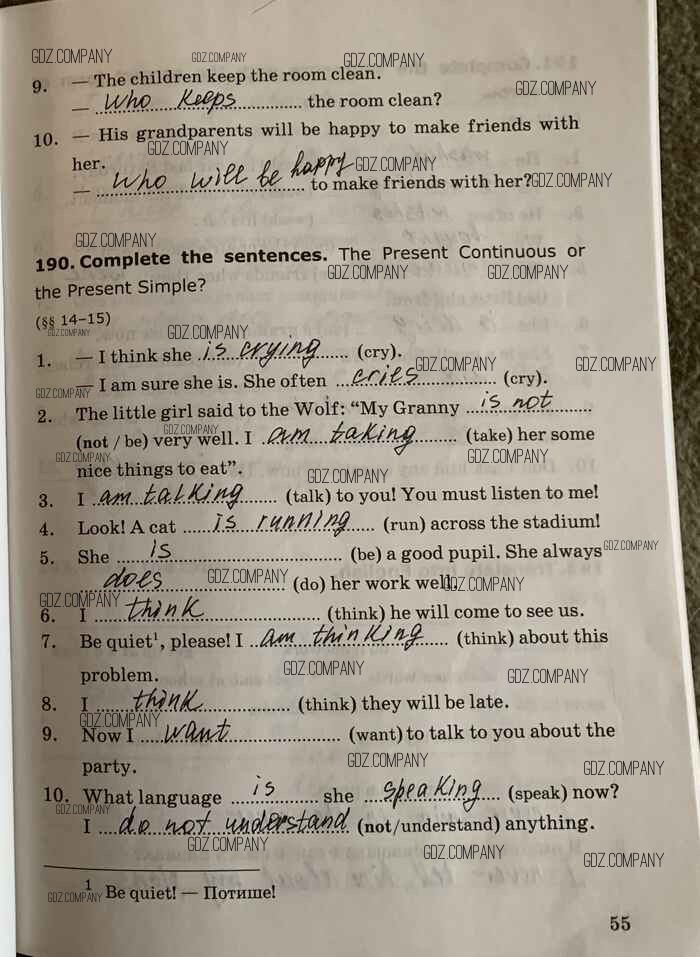 GDZ.COMPANY GDZ.COMPANY GDZ.COMPANY
9. — The children keep the room clean.
GDZ.COMPANY
— Who keeps the room clean?
10. — His grandparents will be happy to make friends with
GDZ.COMPANY
her. GDZ.COMPANY
— Who will be happy to make friends with her? GDZ.COMPANY
GDZ.COMPANY
190. Complete the sentences. The Present Continuous or
GDZ.COMPANY GDZ.COMPANY
the Present Simple?
(§§ 14–15)
GDZ.COMPANY GDZ.COMPANY
1. — I think she is crying (cry).
GDZ.COMPANY GDZ.COMPANY
— I am sure she is. She often cries (cry).
GDZ.COMPANY
2. The little girl said to the Wolf: “My Granny is not
GDZ.COMPANY
(not / be) very well. I am taking (take) her some
GDZ.COMPANY GDZ.COMPANY
nice things to eat”.
GDZ.COMPANY
3. I am talking (talk) to you! You must listen to me!
4. Look! A cat is running (run) across the stadium!
5. She is (be) a good pupil. She always GDZ.COMPANY
does GDZ.COMPANY (do) her work well. GDZ.COMPANY
GDZ.COMPANY
6. I think (think) he will come to see us.
7. Be quiet¹, please! I am thinking (think) about this
problem. GDZ.COMPANY GDZ.COMPANY
8. I think (think) they will be late.
GDZ.COMPANY
9. Now I want (want) to talk to you about the
party. GDZ.COMPANY GDZ.COMPANY
10. What language is she speaking (speak) now?
GDZ.COMPANY
I do not understand (not/understand) anything.
GDZ.COMPANY GDZ.COMPANY GDZ.COMPANY
¹ Be quiet! — Потише!
GDZ.COMPANY
55